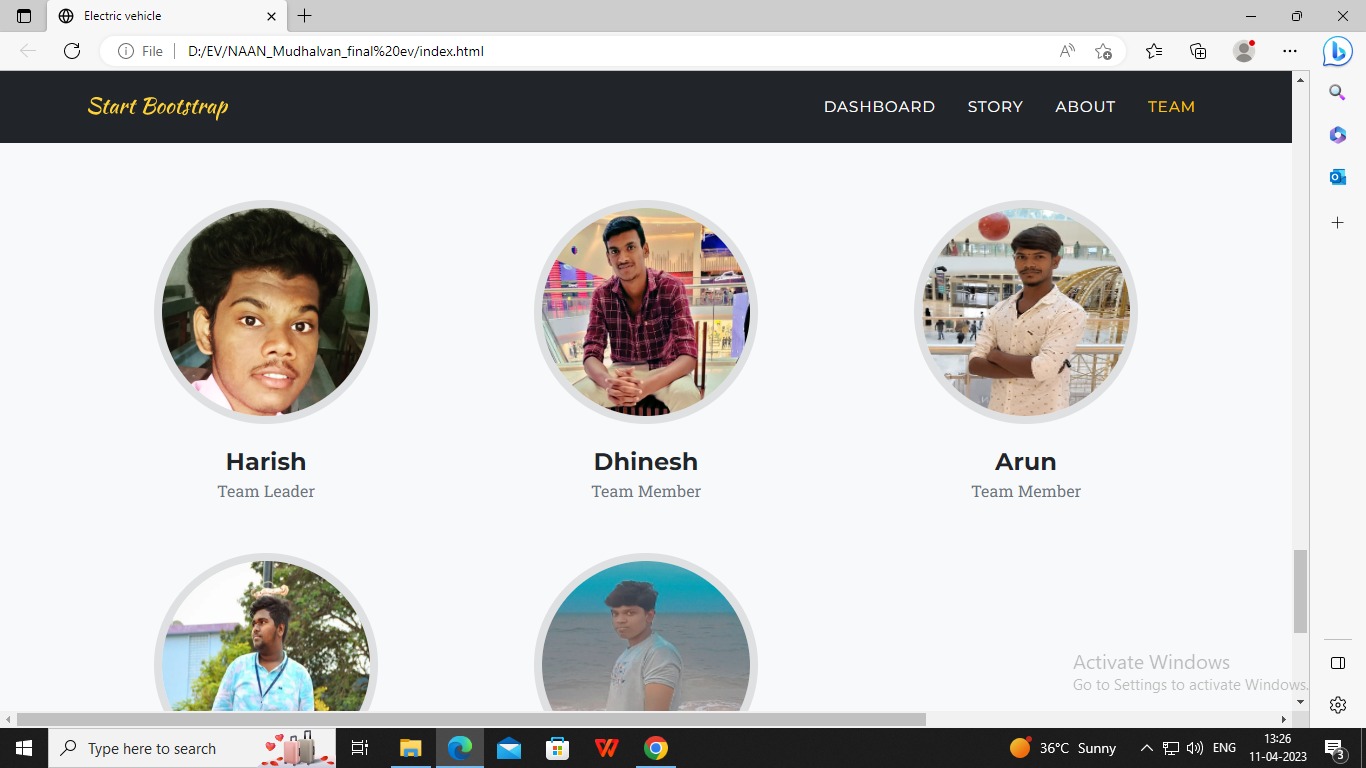 Electric vehicle
File
D:/EV/NAAN_Mudhalvan_final%20ev/index.html
Start Bootstrap
DASHBOARD STORY ABOUT TEAM
Harish Dhinesh Arun
Team Leader Team Member Team Member
Activate Windows
Go to Settings to activate Windows.
Type here to search
36°C Sunny
ENG
13:26
11-04-2023
3